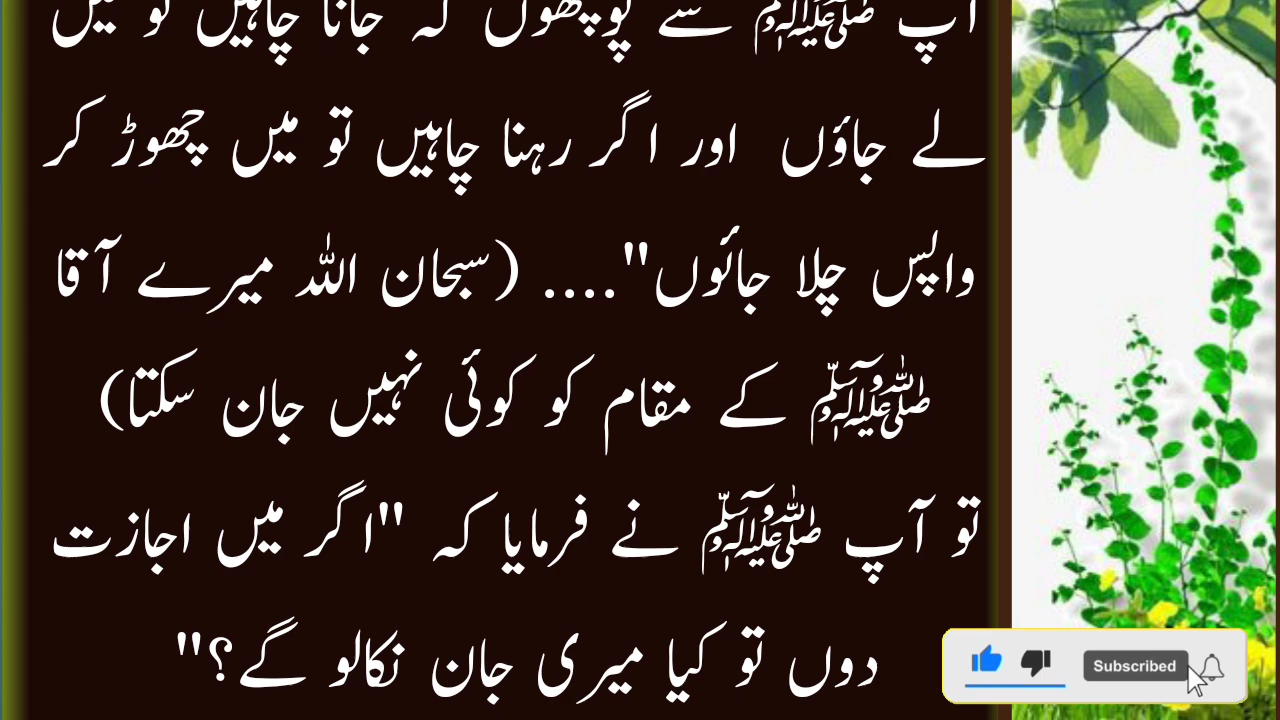 آپ ﷺ سے پوچھوں کہ جانا چاہیں تو میں
لے جاؤں اور اگر رہنا چاہیں تو میں چھوڑ کر
واپس چلا جائوں".... (سبحان اللہ میرے آقا
ﷺ کے مقام کو کوئی نہیں جان سکتا)
تو آپ ﷺ نے فرمایا کہ "اگر میں اجازت
دوں تو کیا میری جان نکالو گے؟"
Subscribed